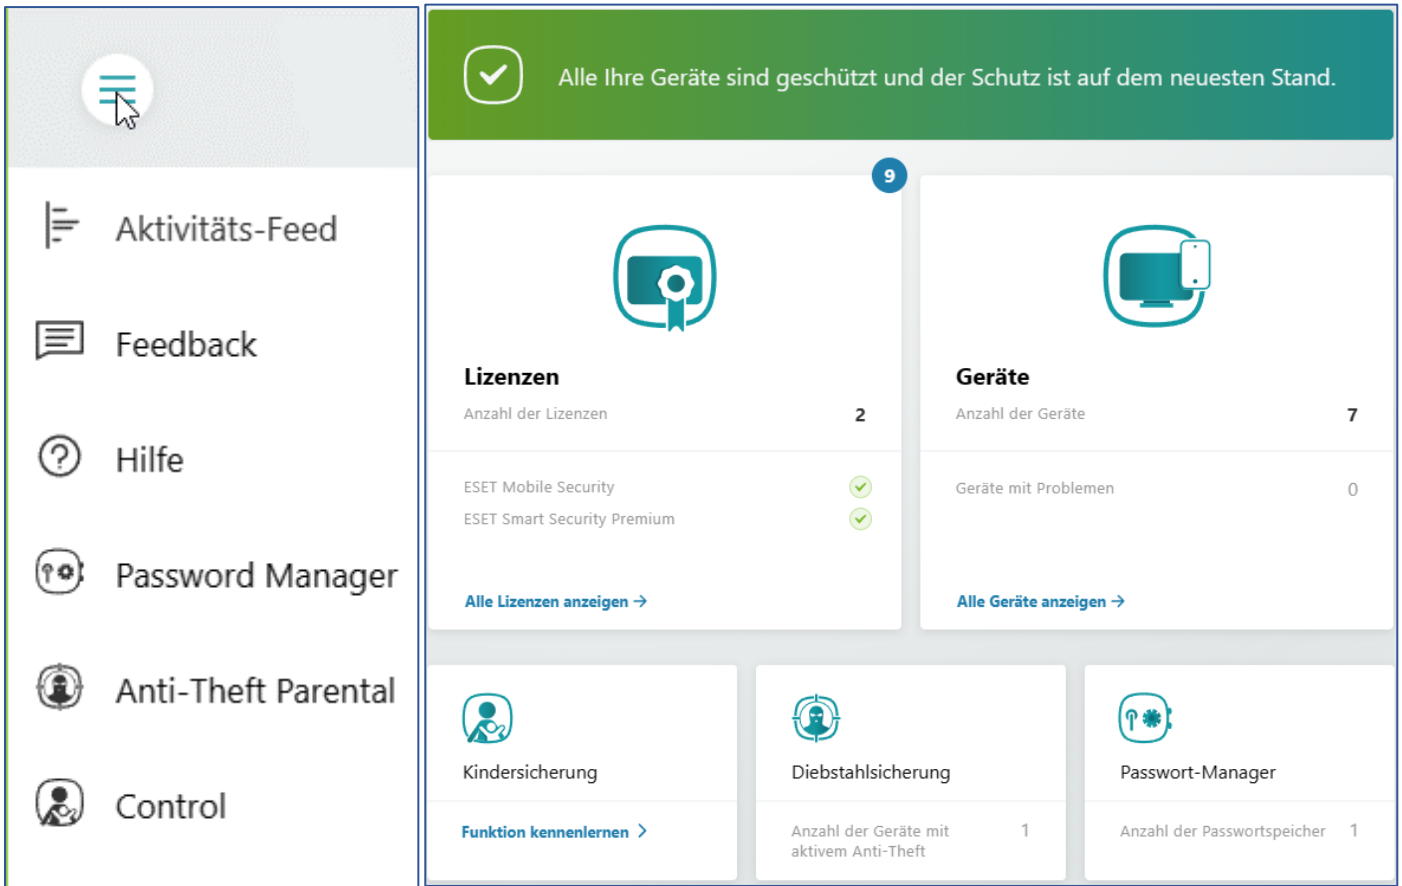 Aktivitäts-Feed
Feedback
Hilfe
Password Manager
Anti-Theft Parental
Control
Alle Ihre Geräte sind geschützt und der Schutz ist auf dem neuesten Stand.
9
Lizenzen
Anzahl der Lizenzen 2
ESET Mobile Security
ESET Smart Security Premium
Alle Lizenzen anzeigen →
Geräte
Anzahl der Geräte 7
Geräte mit Problemen 0
Alle Geräte anzeigen →
Kindersicherung
Funktion kennenlernen >
Diebstahlsicherung
Anzahl der Geräte mit 1
aktivem Anti-Theft
Passwort-Manager
Anzahl der Passwortspeicher 1